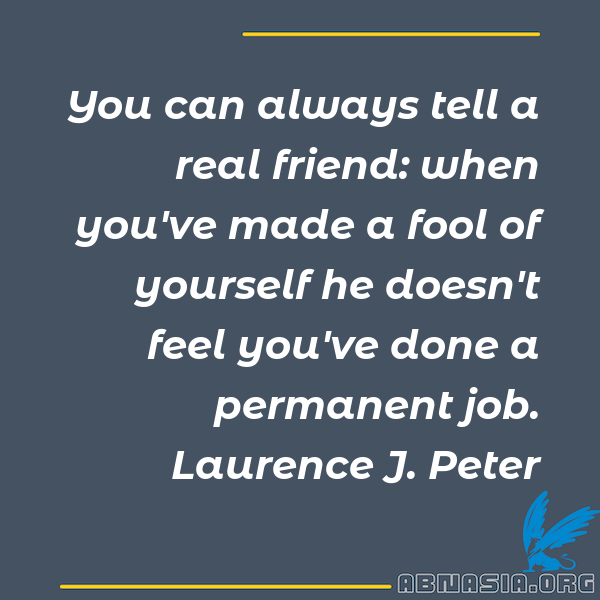 You can always tell a
real friend: when
you've made a fool of
yourself he doesn't
feel you've done a
permanent job.
Laurence J. Peter
ABNASIA.ORG